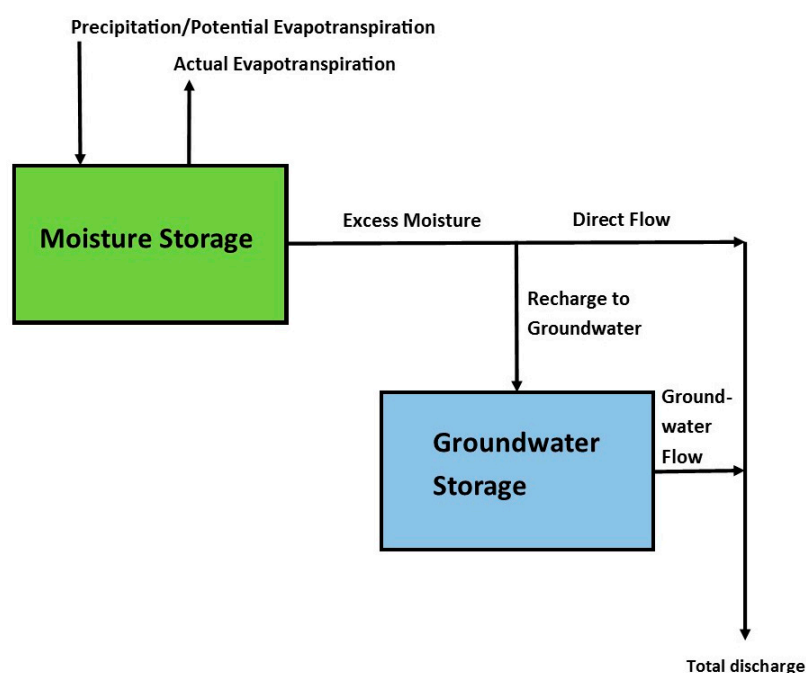 Precipitation/Potential Evapotranspiration
Actual Evapotranspiration
Moisture Storage
Excess Moisture
Direct Flow
Recharge to
Groundwater
Groundwater
Storage
Ground-
water
Flow
Total discharge